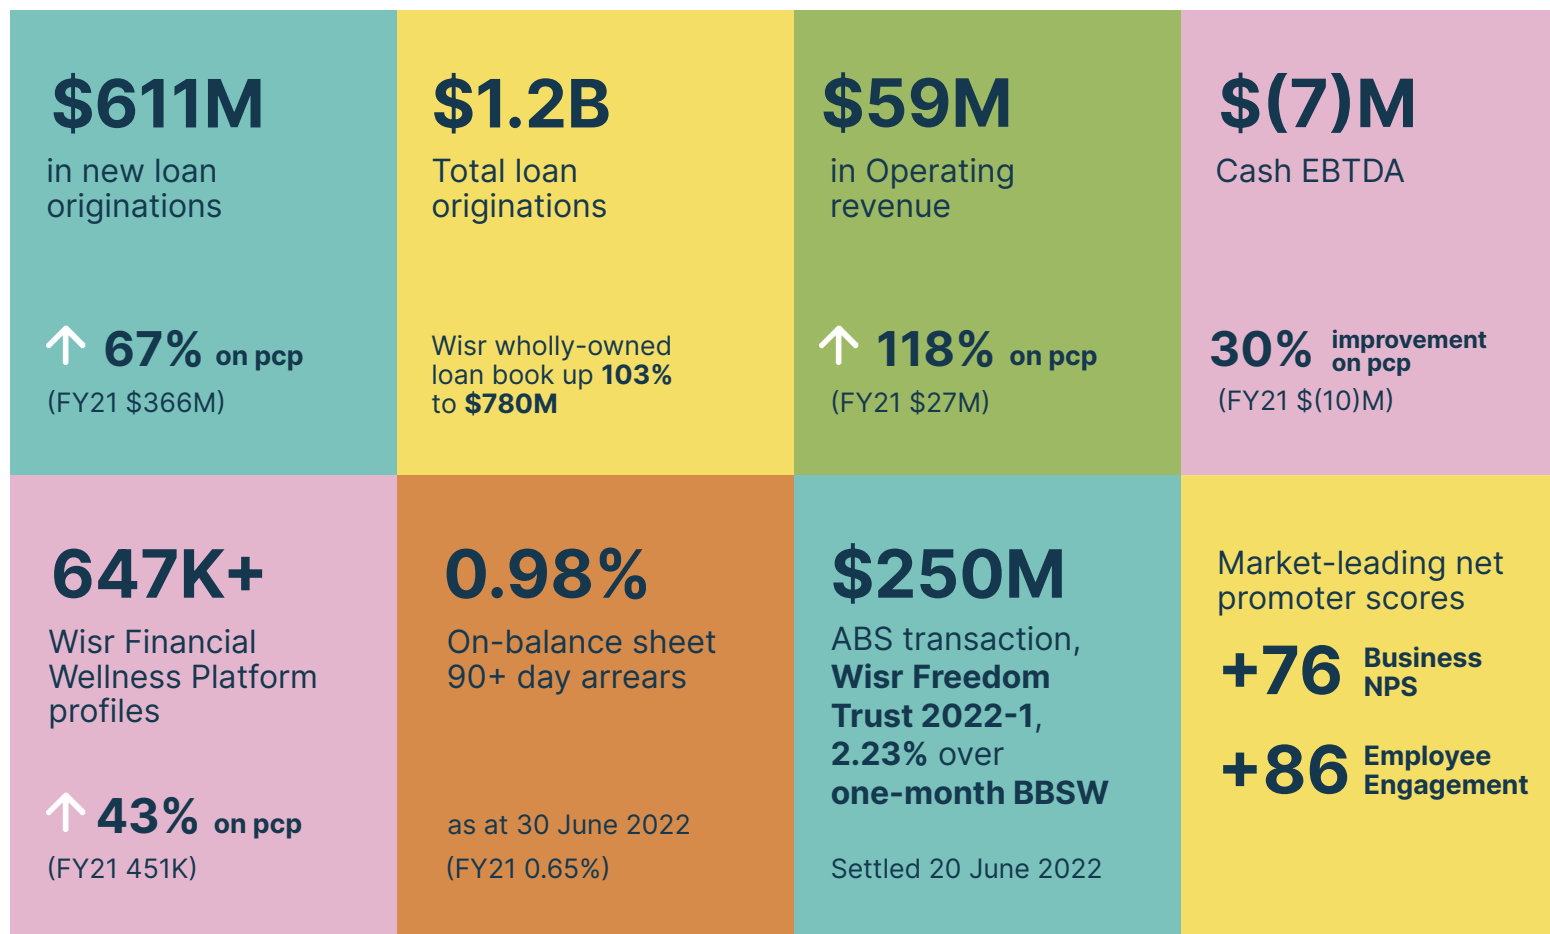 $611M
in new loan
originations
67% on pcp
(FY21 $366M)
$1.2B
Total loan
originations
Wisr wholly-owned
loan book up 103%
to $780M
$59M
in Operating
revenue
118% on pcp
(FY21 $27M)
$(7)M
Cash EBTDA
30% improvement
on pcp
(FY21 $(10)M)
647K+
Wisr Financial
Wellness Platform
profiles
43% on pcp
(FY21 451K)
0.98%
On-balance sheet
90+ day arrears
as at 30 June 2022
(FY21 0.65%)
$250M
ABS transaction,
Wisr Freedom
Trust 2022-1,
2.23% over
one-month BBSW
Settled 20 June 2022
Market-leading net
promoter scores
+76 Business
NPS
+86 Employee
Engagement